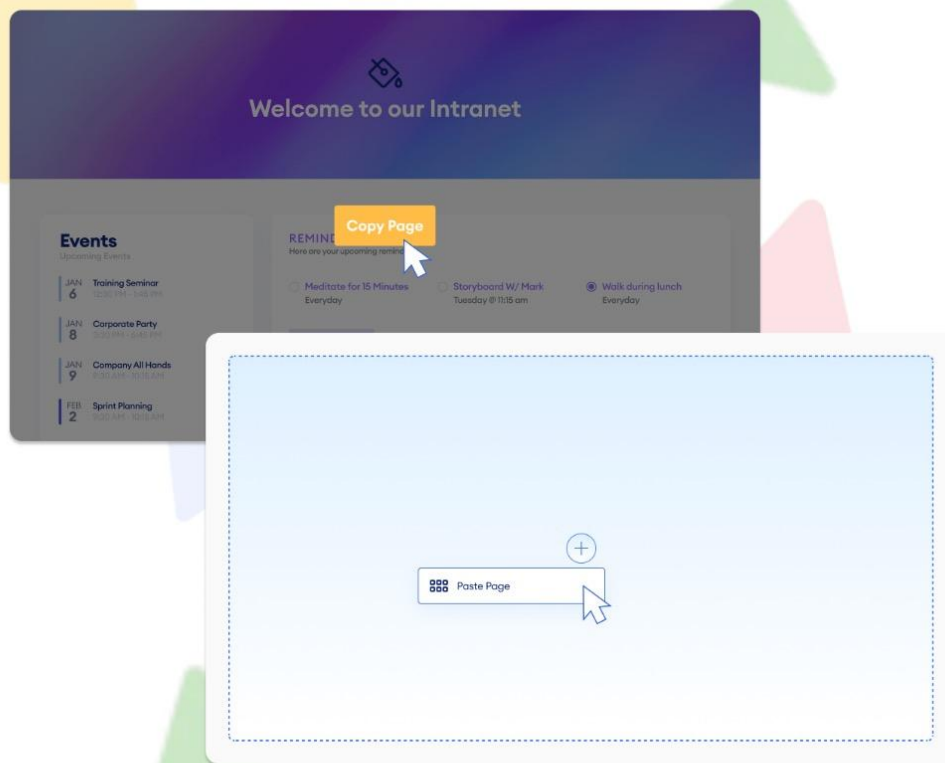 Welcome to our Intranet
Copy Page
Events
Upcoming Events
JAN
6
Training Seminar
JAN
8
Corporate Party
JAN
9
Company All Hands
FEB
2
Sprint Planning
Here are your upcoming
Meditate for 15 Minutes
Everyday
Storyboard W/ Mark
Tuesday @ 11:15 am
Walk during lunch
Everyday
Paste Page